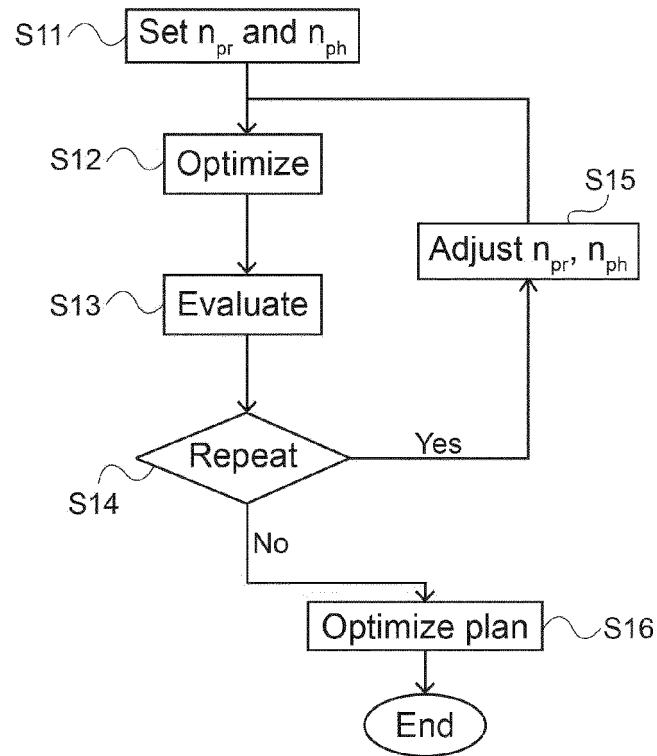 S11
Set n_pr and n_ph
S12
Optimize
S15
Adjust n_pr, n_ph
S13
Evaluate
Repeat
Yes
S14
No
Optimize plan
S16
End